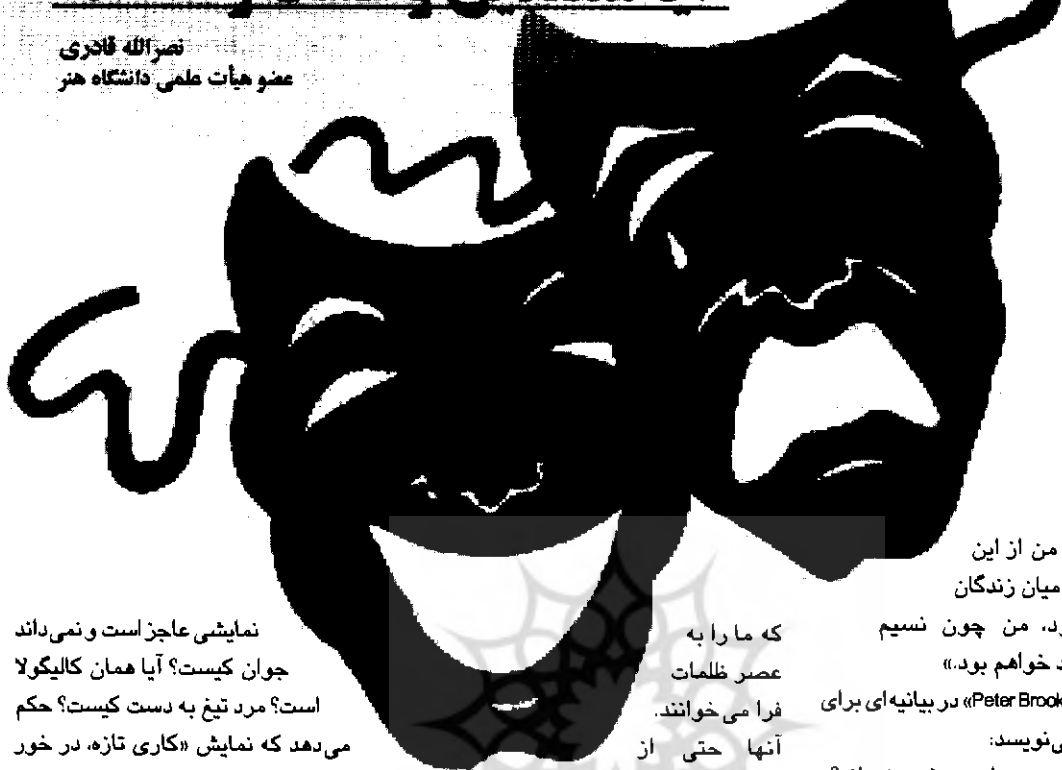 نصرالله قادری
عضو هیأت علمی دانشگاه هنر
من از این
میان زندگان
رد، من چون نسیم
د خواهم بود.»
«Peter Brook» در بیانیه‌ای برای
ی‌نویسد:
که ما را به
عصر ظلمات
فرا می‌خوانند.
آنها حتی از
نمایشی عاجز است و نمی‌داند
جوان کیست؟ آیا همان کالیگولا
است؟ مرد تیغ به دست کیست؟ حکم
می‌دهد که نمایش «کاری تازه، در خور